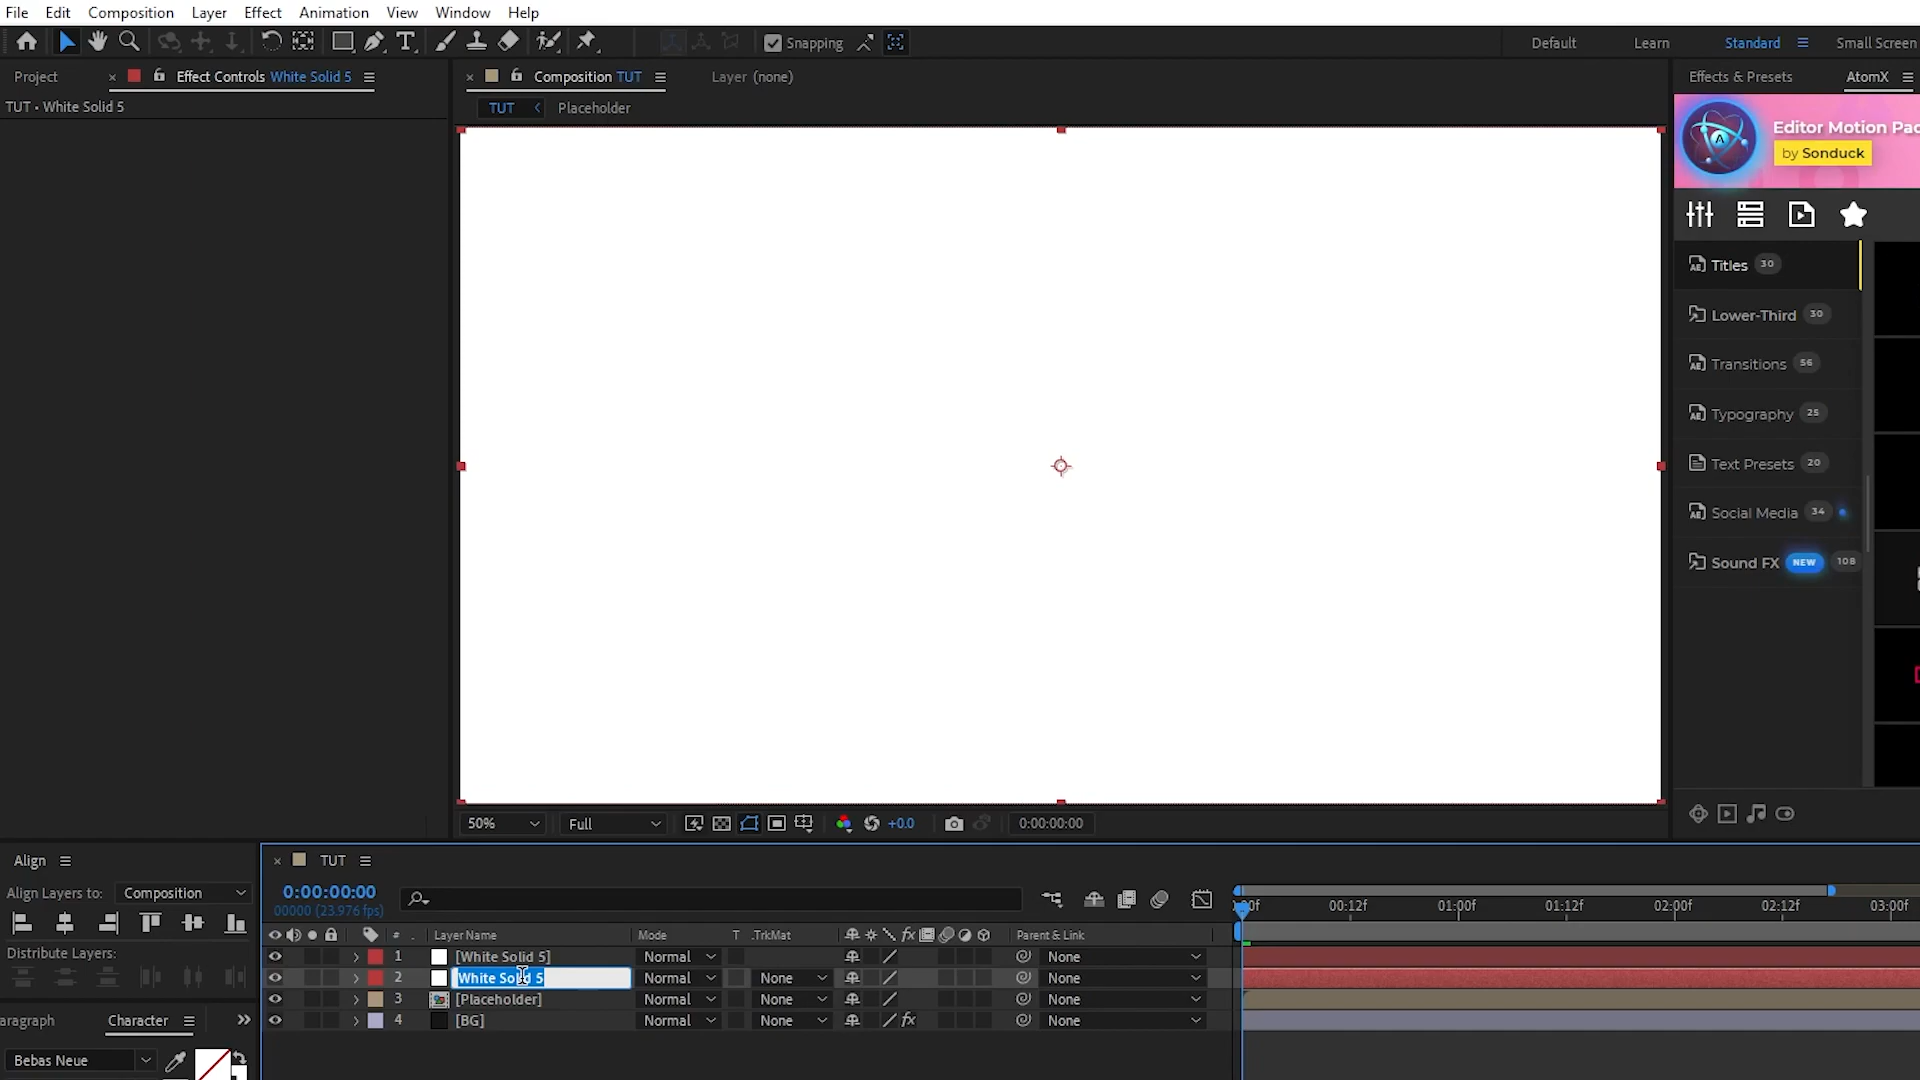 File Edit Composition Layer Effect Animation View Window Help
Snapping Default Learn Standard Small Screen
Project Effect Controls White Solid 5 Composition TUT Layer (none) Effects & Presets AtomX
TUT • White Solid 5 TUT Placeholder
Editor Motion Pac
by Sonduck
Titles 30
Lower-Third 30
Transitions 56
Typography 25
Text Presets 20
Social Media 34
Sound FX NEW 108
50% Full +0.0 0:00:00:00
Align TUT
Align Layers to: Composition 0:00:00:00
00000 (23.976 fps)
:00f 00:12f 01:00f 01:12f 02:00f 02:12f 03:00f
# Layer Name Mode T .TrkMat fx Parent & Link
Distribute Layers:
1 [White Solid 5] Normal None
2 White Solid 5 Normal None None
3 [Placeholder] Normal None None
4 [BG] Normal None fx None
aragraph Character
Bebas Neue